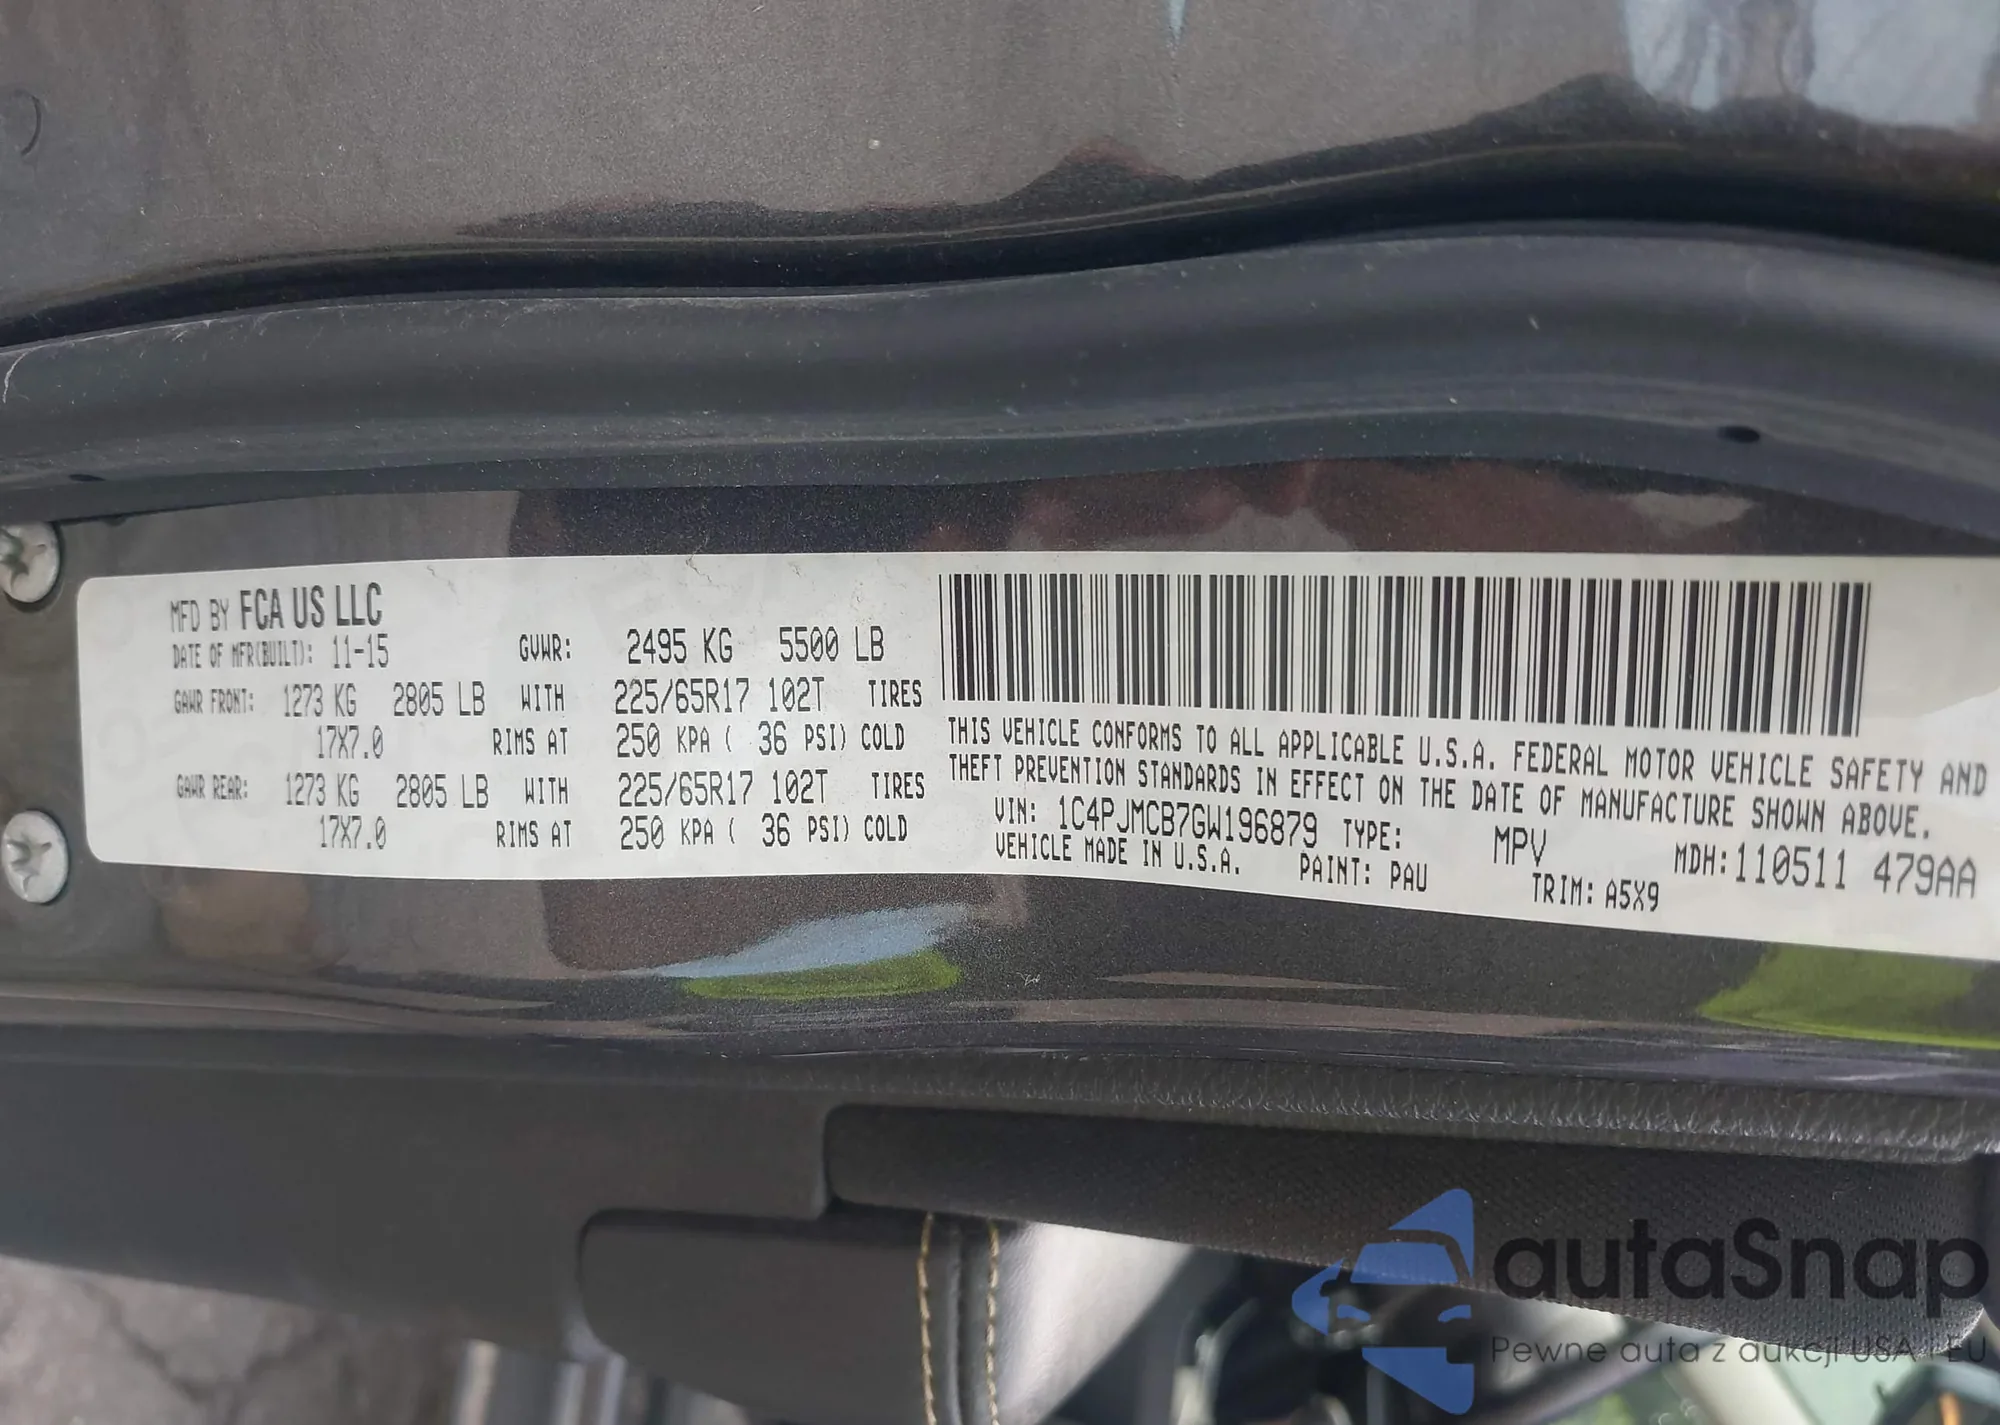 MFD BY FCA US LLC
DATE OF MFR(BUILT): 11-15 GVWR: 2495 KG 5500 LB
GAWR FRONT: 1273 KG 2805 LB WITH 225/65R17 102T TIRES
17X7.0 RIMS AT 250 KPA ( 36 PSI) COLD
GAWR REAR: 1273 KG 2805 LB WITH 225/65R17 102T TIRES
17X7.0 RIMS AT 250 KPA ( 36 PSI) COLD
THIS VEHICLE CONFORMS TO ALL APPLICABLE U.S.A. FEDERAL MOTOR VEHICLE SAFETY AND
THEFT PREVENTION STANDARDS IN EFFECT ON THE DATE OF MANUFACTURE SHOWN ABOVE.
VIN: 1C4PJMCB7GW196879 TYPE: MPV MDH:110511 479AA
VEHICLE MADE IN U.S.A. PAINT: PAU TRIM: A5X9
autaSnap
Pewne auta z aukcji USA i EU